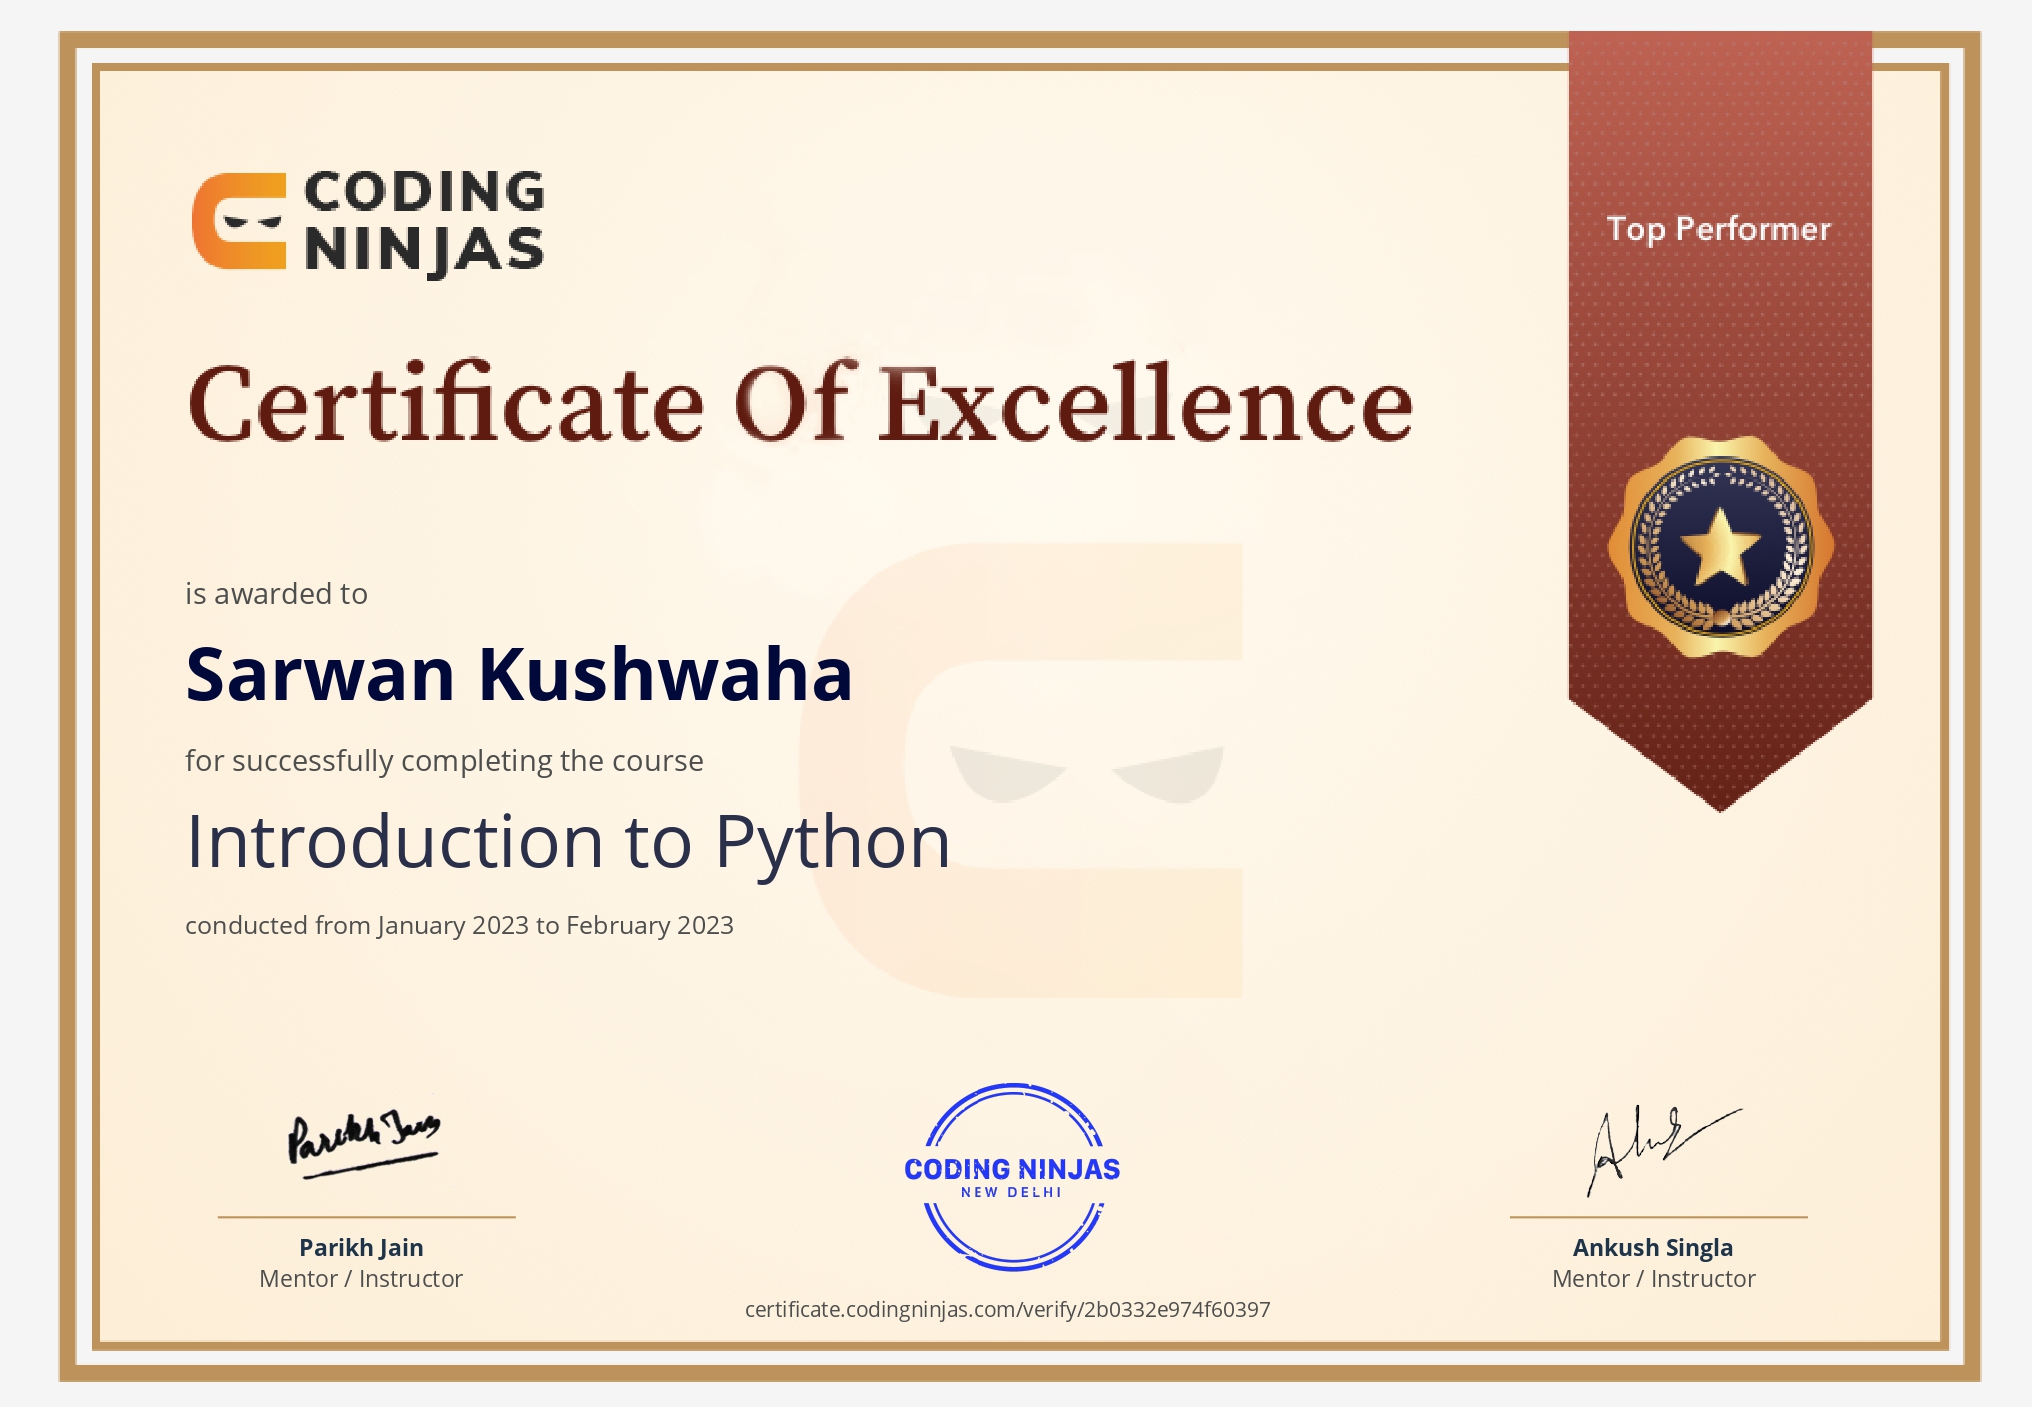 CODING
NINJAS
Top Performer
Certificate Of Excellence
is awarded to
Sarwan Kushwaha
for successfully completing the course
Introduction to Python
conducted from January 2023 to February 2023
Parikh Jain
CODING NINJAS
NEW DELHI
Parikh Jain
Mentor / Instructor
Ankush Singla
Mentor / Instructor
certificate.codingninjas.com/verify/2b0332e974f60397